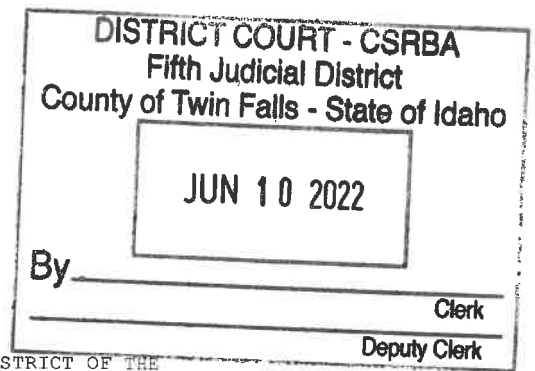 DISTRICT COURT - CSRBA
Fifth Judicial District
County of Twin Falls - State of Idaho
JUN 10 2022
By
Clerk
Deputy Clerk
STRICT OF THE